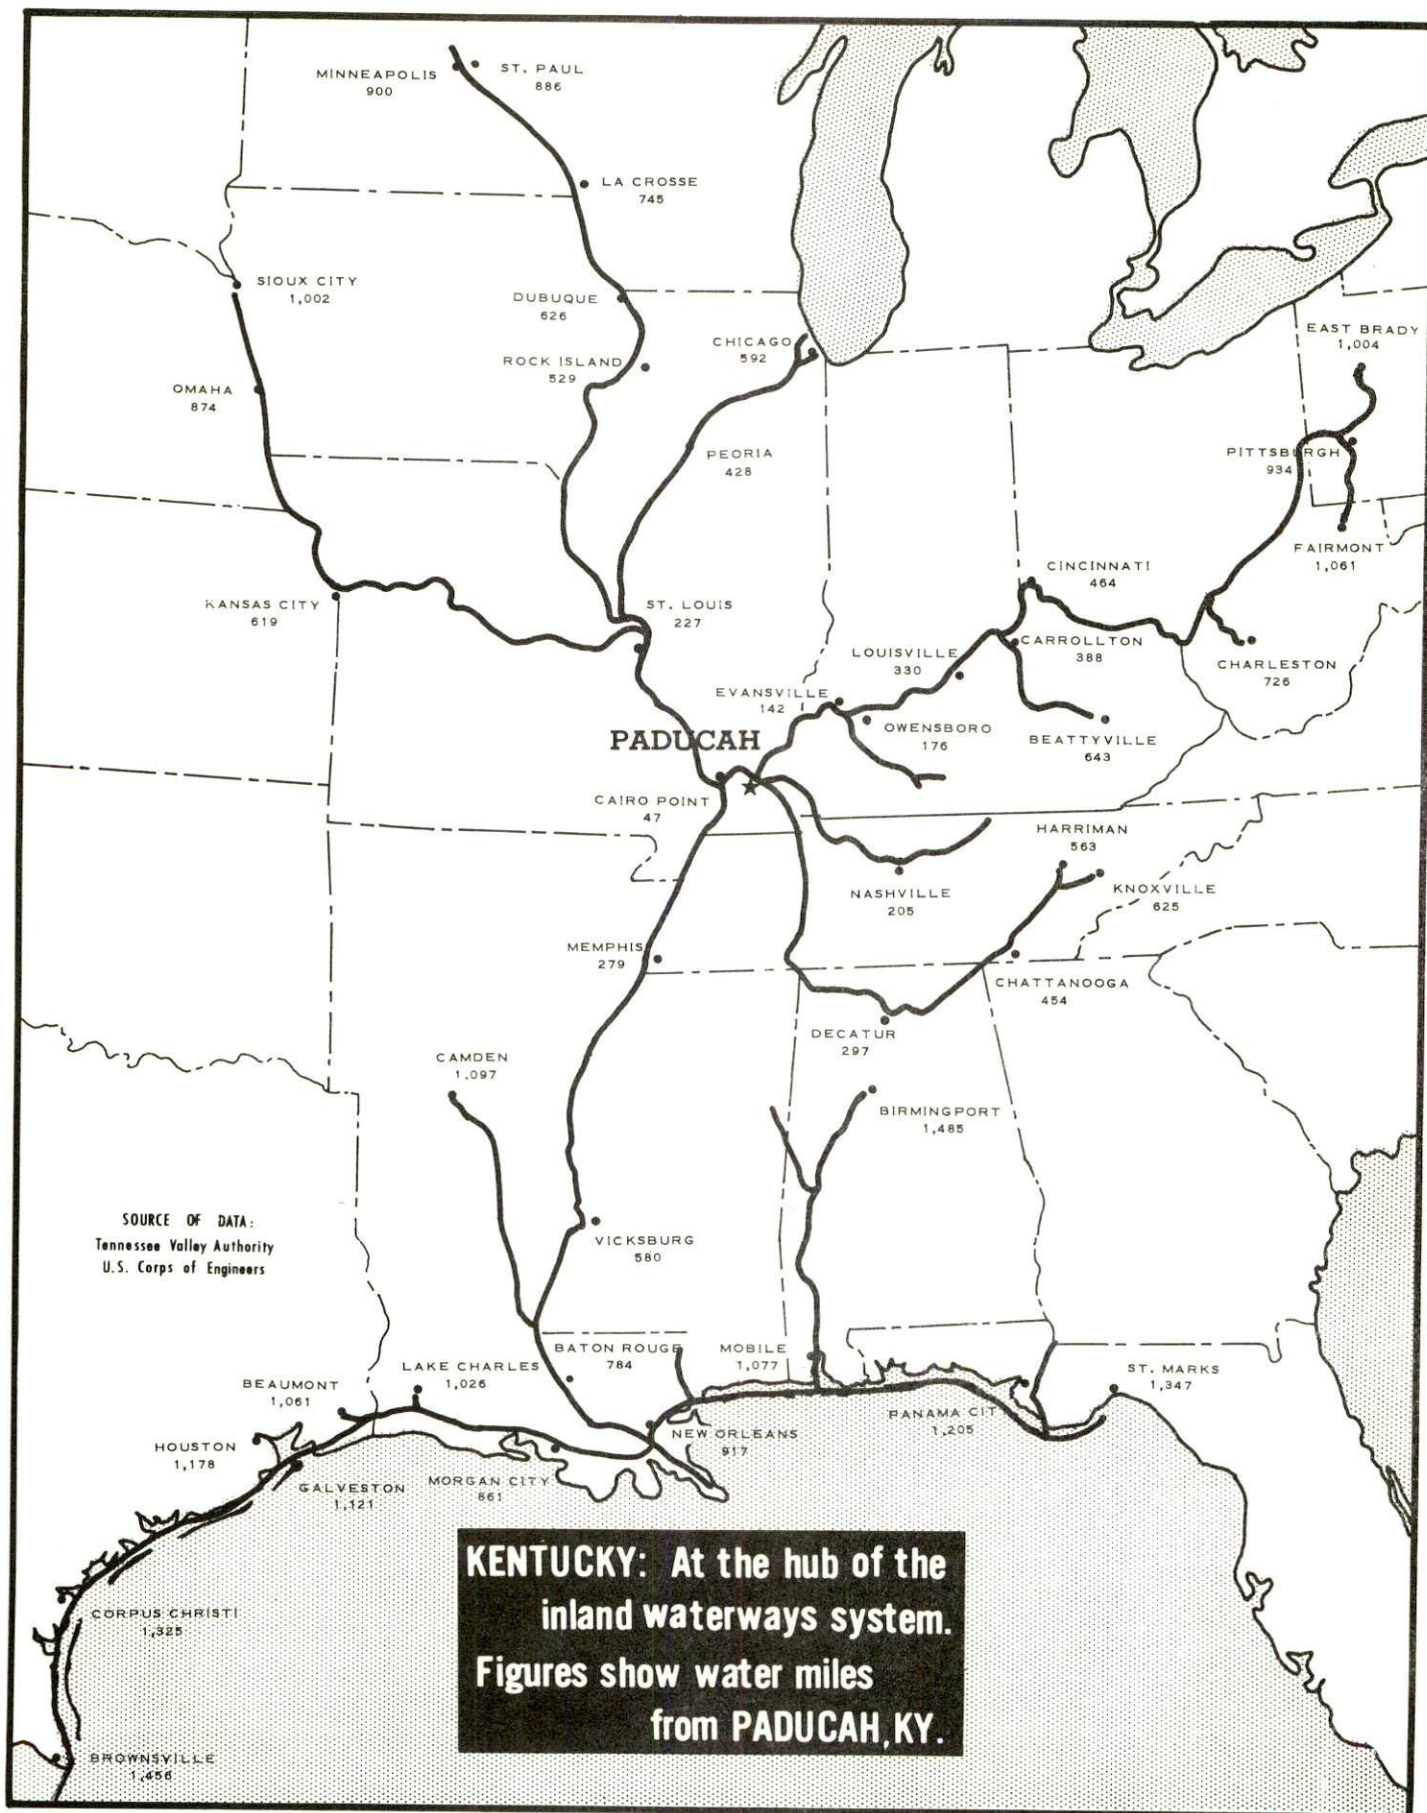 MINNEAPOLIS
900
ST. PAUL
886
LA CROSSE
745
SIOUX CITY
1,002
DUBUQUE
626
ROCK ISLAND
529
CHICAGO
592
EAST BRADY
1,004
OMAHA
874
PEORIA
428
PITTSBURGH
934
FAIRMONT
1,061
CINCINNATI
464
KANSAS CITY
619
ST. LOUIS
227
LOUISVILLE
330
CARROLLTON
388
CHARLESTON
726
EVANSVILLE
142
OWENSBORO
176
BEATTYVILLE
643
PADUCAH
CAIRO POINT
47
HARRIMAN
563
NASHVILLE
205
KNOXVILLE
625
MEMPHIS
279
CHATTANOOGA
454
DECATUR
297
CAMDEN
1,097
BIRMINGPORT
1,485
SOURCE OF DATA:
Tennessee Valley Authority
U.S. Corps of Engineers
VICKSBURG
580
BATON ROUGE
784
MOBILE
1,077
LAKE CHARLES
1,026
ST. MARKS
1,347
BEAUMONT
1,061
PANAMA CITY
1,205
NEW ORLEANS
917
HOUSTON
1,178
GALVESTON
1,121
MORGAN CITY
861
CORPUS CHRISTI
1,325
BROWNSVILLE
1,456
KENTUCKY: At the hub of the
inland waterways system.
Figures show water miles
from PADUCAH, KY.